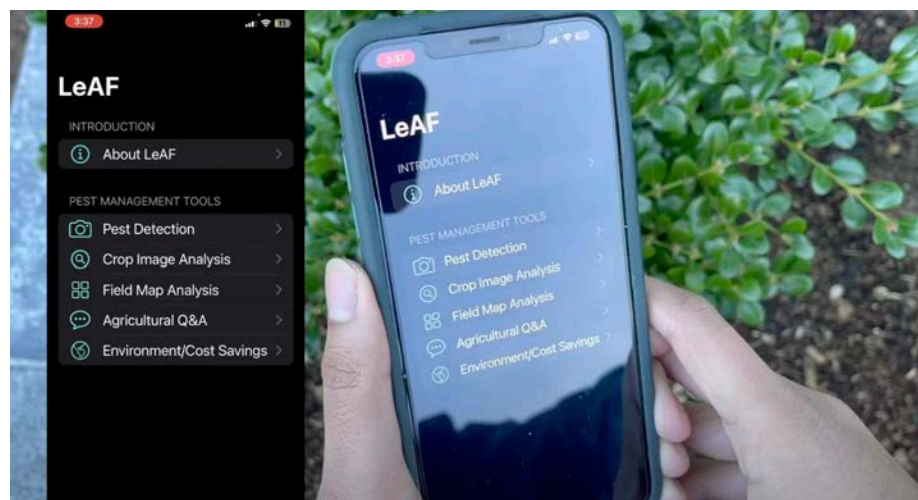 3:37
11
LeAF
INTRODUCTION
About LeAF
PEST MANAGEMENT TOOLS
Pest Detection
Crop Image Analysis
Field Map Analysis
Agricultural Q&A
Environment/Cost Savings
3:37
LeAF
INTRODUCTION
About LeAF
PEST MANAGEMENT TOOLS
Pest Detection
Crop Image Analysis
Field Map Analysis
Agricultural Q&A
Environment/Cost Savings